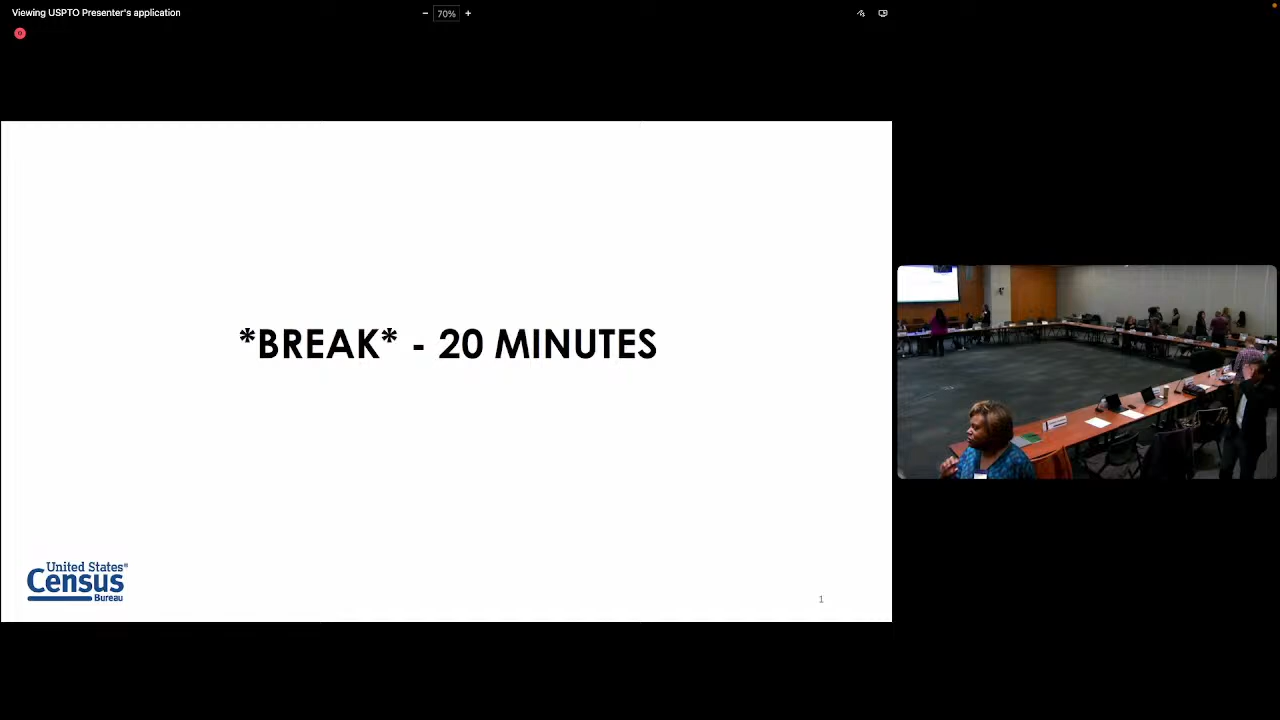 Viewing USPTO Presenter's application
− 70% +
*BREAK* - 20 MINUTES
United States®
Census
Bureau
1